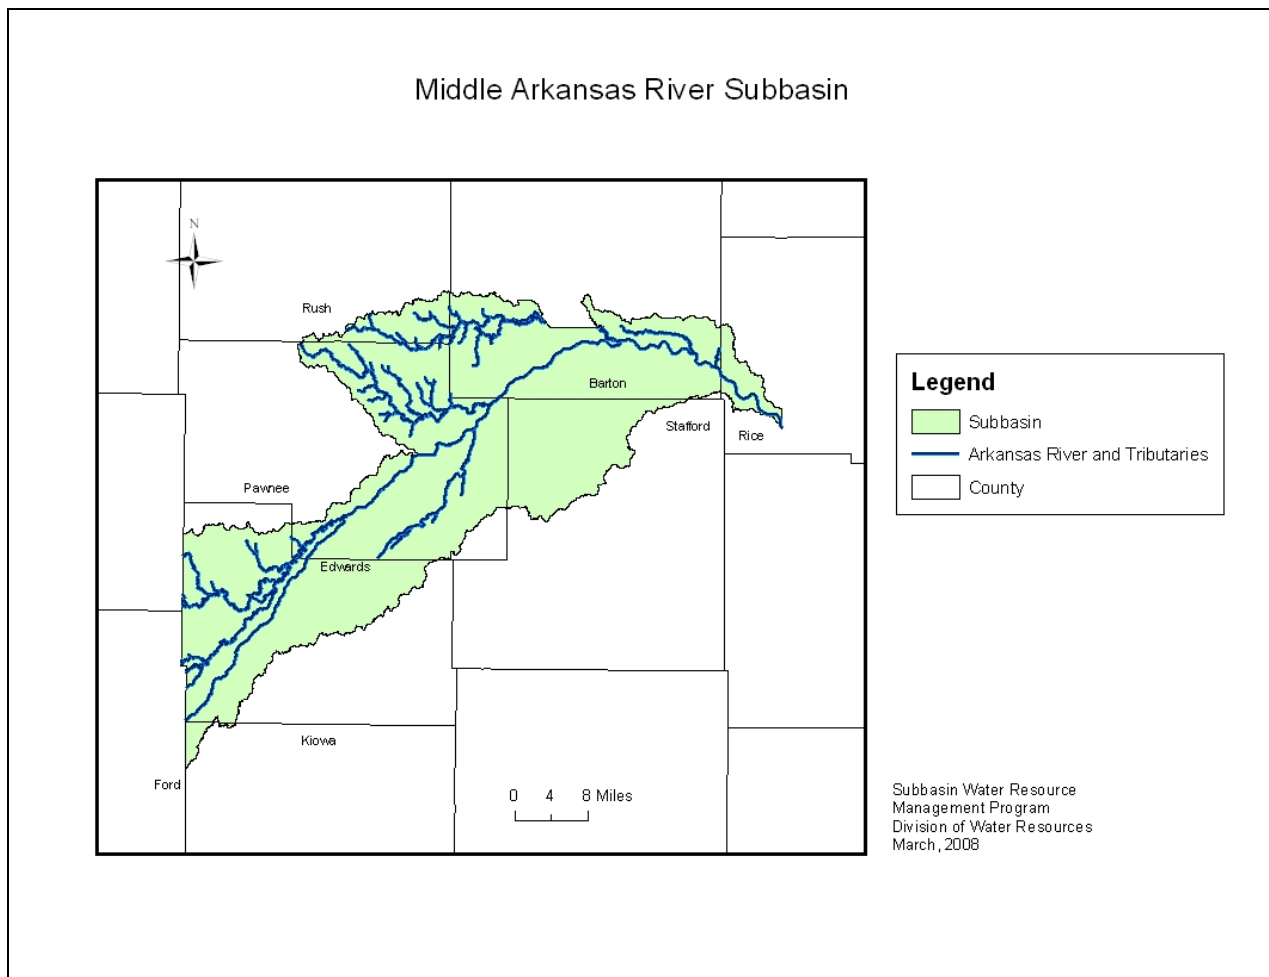 Middle Arkansas River Subbasin
N
Rush
Barton
Stafford
Rice
Pawnee
Edwards
Kiowa
Ford
0 4 8 Miles
Legend
Subbasin
Arkansas River and Tributaries
County
Subbasin Water Resource
Management Program
Division of Water Resources
March, 2008